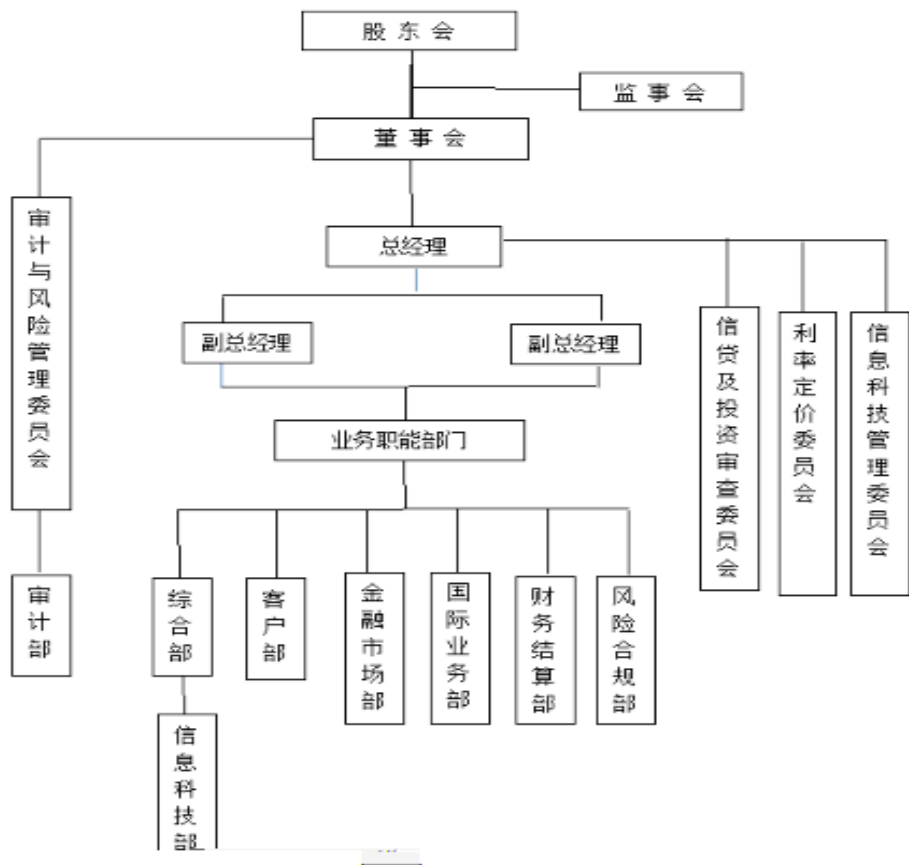 股东会
监事会
董事会
审计与风险管理委员会
总经理
副总经理
副总经理
信贷及投资审查委员会
利率定价委员会
信息科技管理委员会
业务职能部门
审计部
综合部
客户部
金融市场部
国际业务部
财务结算部
风险合规部
信息科技部